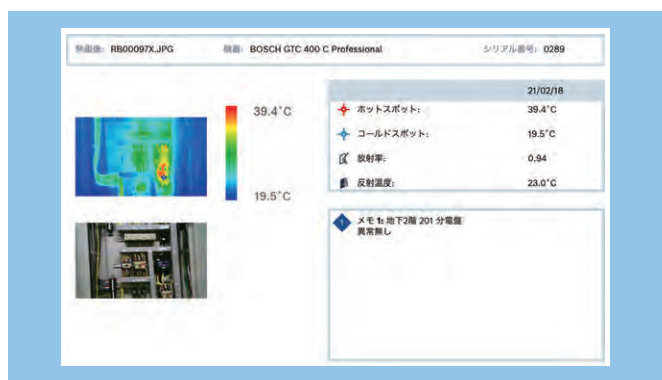 熱画像: RB00097X.JPG 機器: BOSCH GTC 400 C Professional シリアル番号: 0289
21/02/18
39.4°C
19.5°C
ホットスポット: 39.4°C
コールドスポット: 19.5°C
放射率: 0.94
反射温度: 23.0°C
1 メモ 1: 地下2階 201 分電盤
異常無し